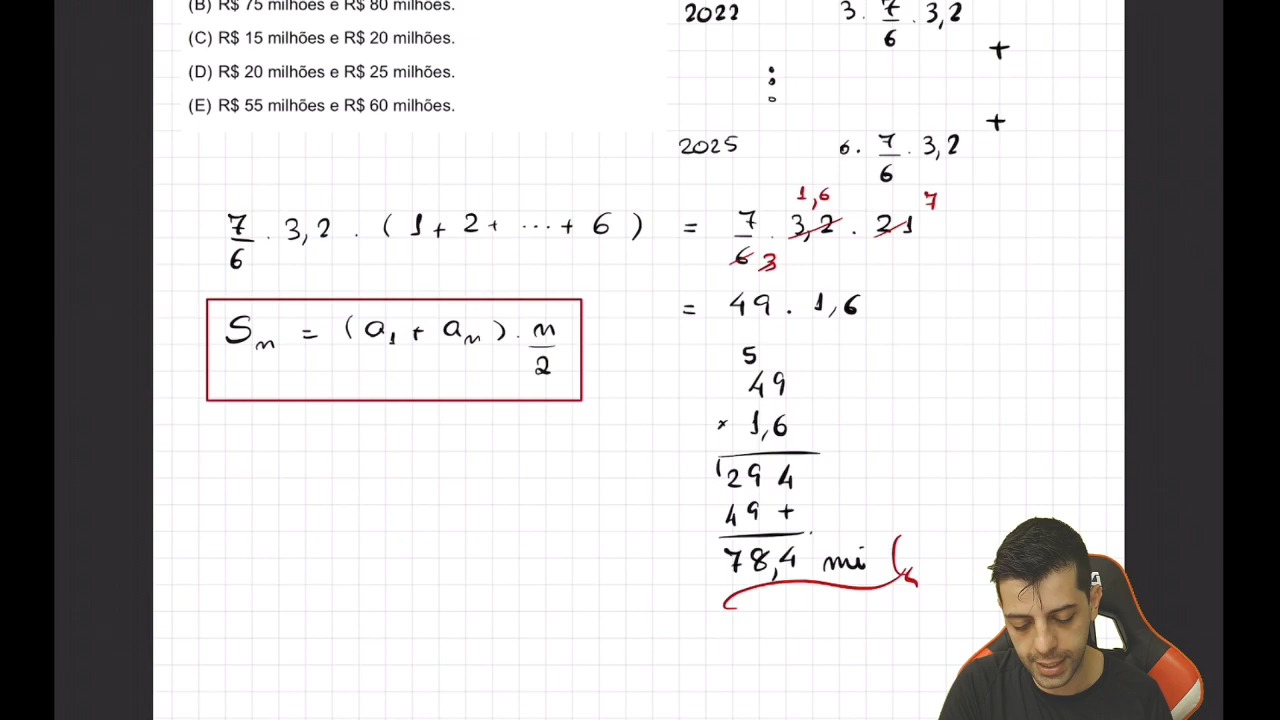 (B) R$ 75 milhões e R$ 80 milhões.
(C) R$ 15 milhões e R$ 20 milhões.
(D) R$ 20 milhões e R$ 25 milhões.
(E) R$ 55 milhões e R$ 60 milhões.
2022 3 . 7/6 . 3,2
+
⋮
+
2025 6 . 7/6 . 3,2
7/6 . 3,2 . ( 1 + 2 + ... + 6 ) = 7/6 . 3,2 . 21
1,6 7
3
= 49 . 1,6
Sn = (a1 + an) . n/2
5
49
× 1,6
1
294
49 +
78,4 mi